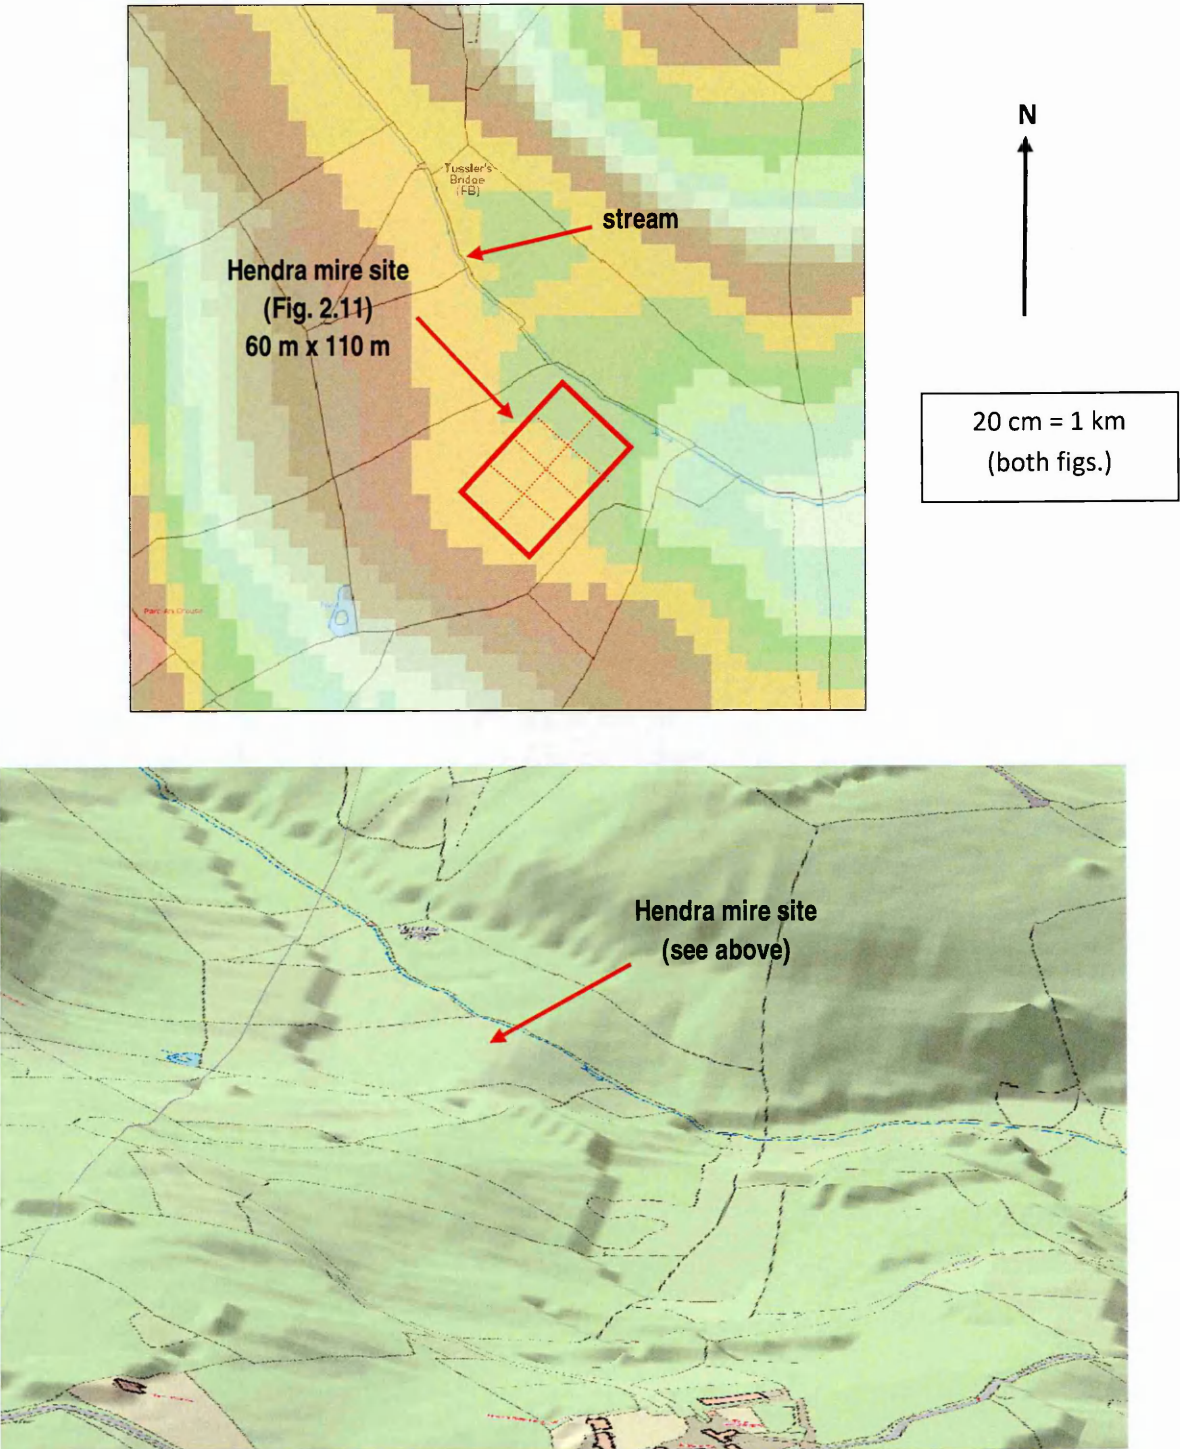 N
Tussler's
Bridge
(FB)
stream
Hendra mire site
(Fig. 2.11)
60 m x 110 m
20 cm = 1 km
(both figs.)
Hendra mire site
(see above)